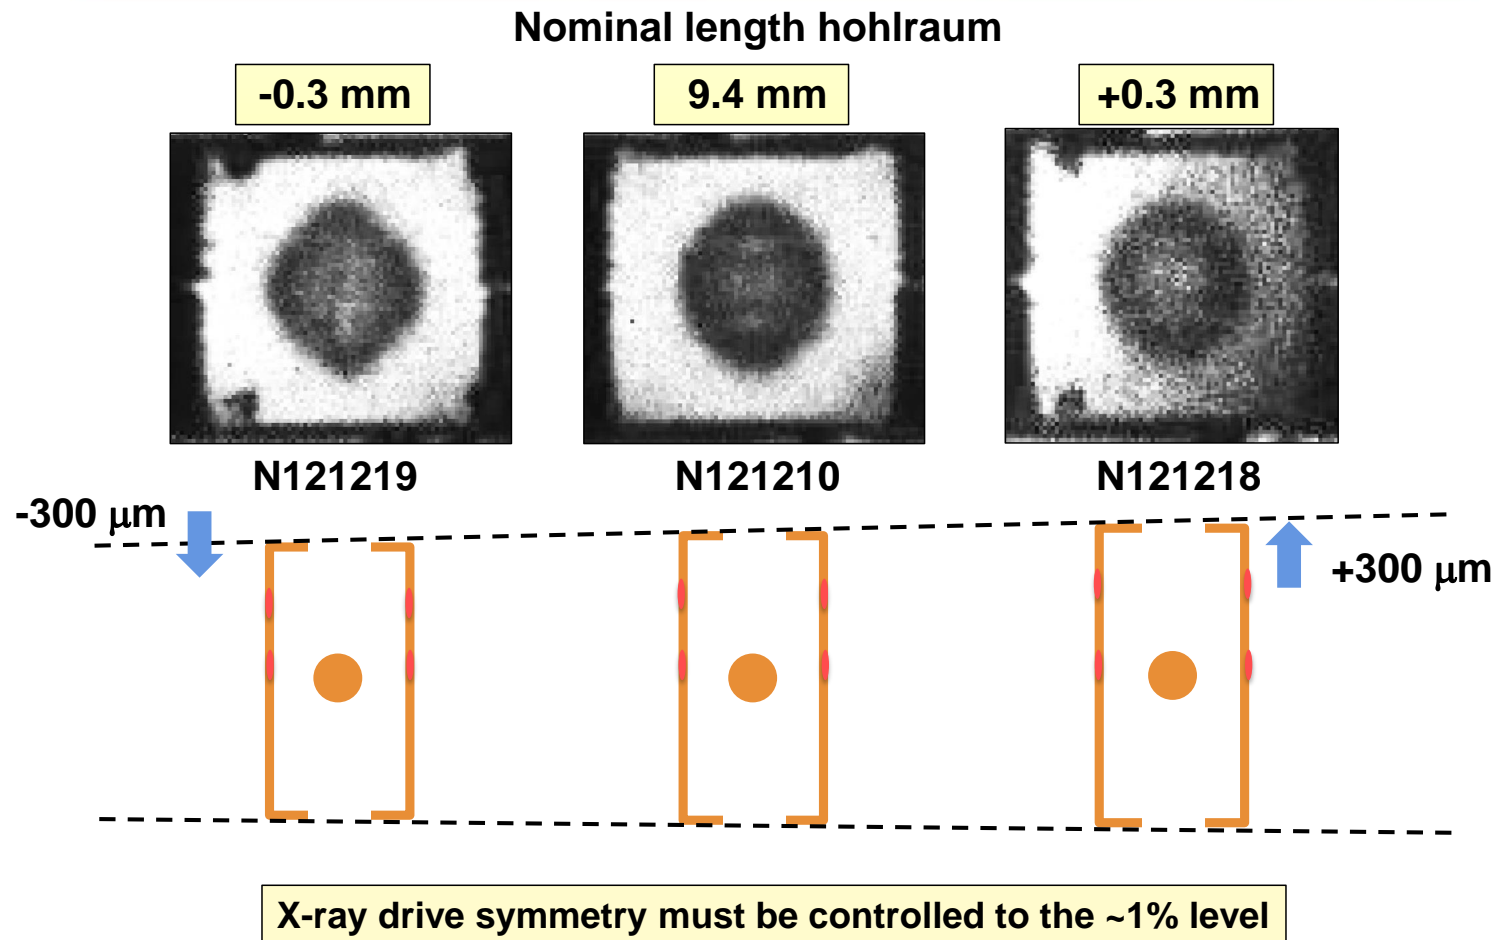 Nominal length hohlraum
-0.3 mm
9.4 mm
+0.3 mm
N121219
N121210
N121218
-300 μm
+300 μm
X-ray drive symmetry must be controlled to the ~1% level